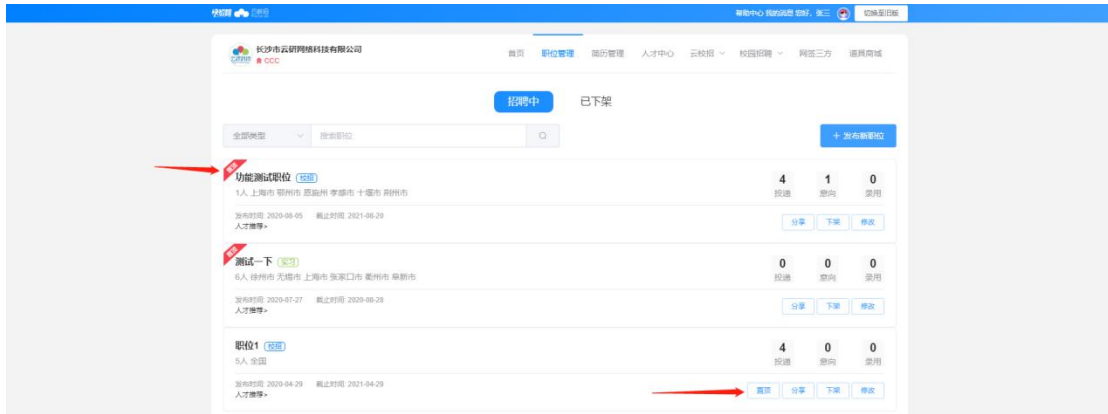 帮助中心 我的消息 您好, 张三 切换至旧版
长沙市云研网络科技有限公司
CCC
首页 职位管理 简历管理 人才中心 云校招 校园招聘 网签三方 道具商城
招聘中 已下架
全部类型 搜索职位 + 发布新职位
置顶
功能测试职位 校招 4 1 0
1人 上海市 鄂州市 恩施州 孝感市 十堰市 荆州市 投递 意向 录用
发布时间: 2020-08-05 截止时间: 2021-08-20 分享 下架 修改
人才推荐»
置顶
测试一下 实习 0 0 0
6人 徐州市 无锡市 上海市 张家口市 衢州市 阜新市 投递 意向 录用
发布时间: 2020-07-27 截止时间: 2020-08-28 分享 下架 修改
人才推荐»
职位1 校招 4 0 0
5人 全国 投递 意向 录用
发布时间: 2020-04-29 截止时间: 2021-04-29 置顶 分享 下架 修改
人才推荐»